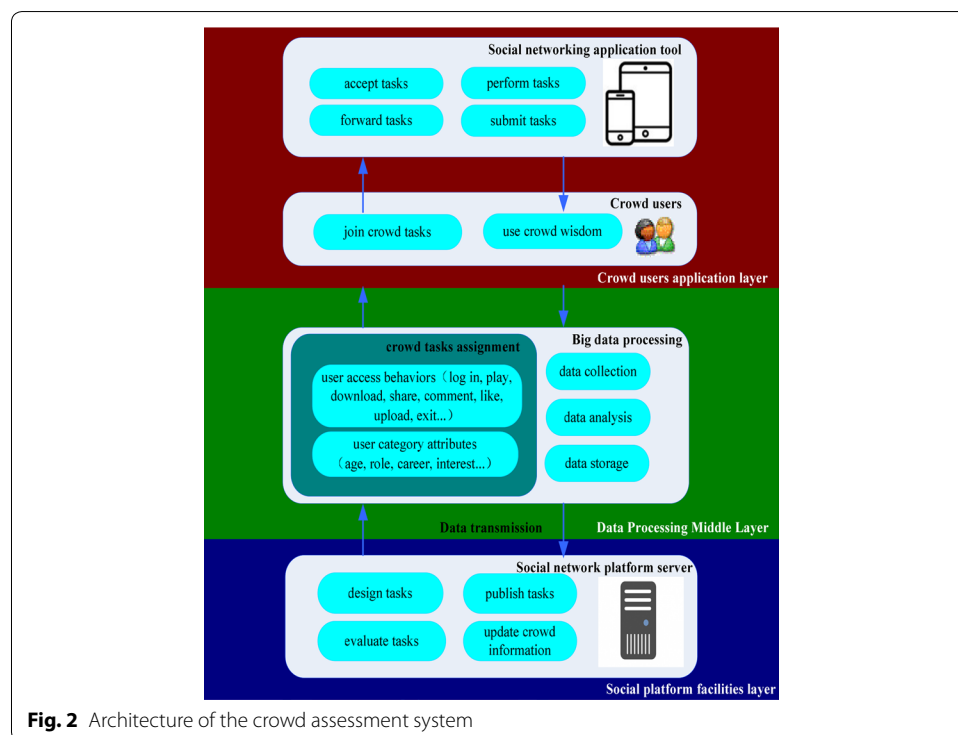 Social networking application tool
accept tasks
perform tasks
forward tasks
submit tasks
Crowd users
join crowd tasks
use crowd wisdom
Crowd users application layer
crowd tasks assignment
user access behaviors（log in, play,
download, share, comment, like,
upload, exit...）
user category attributes
（age, role, career, interest...）
Big data processing
data collection
data analysis
data storage
Data transmission
Data Processing Middle Layer
Social network platform server
design tasks
publish tasks
evaluate tasks
update crowd
information
Social platform facilities layer
Fig. 2 Architecture of the crowd assessment system